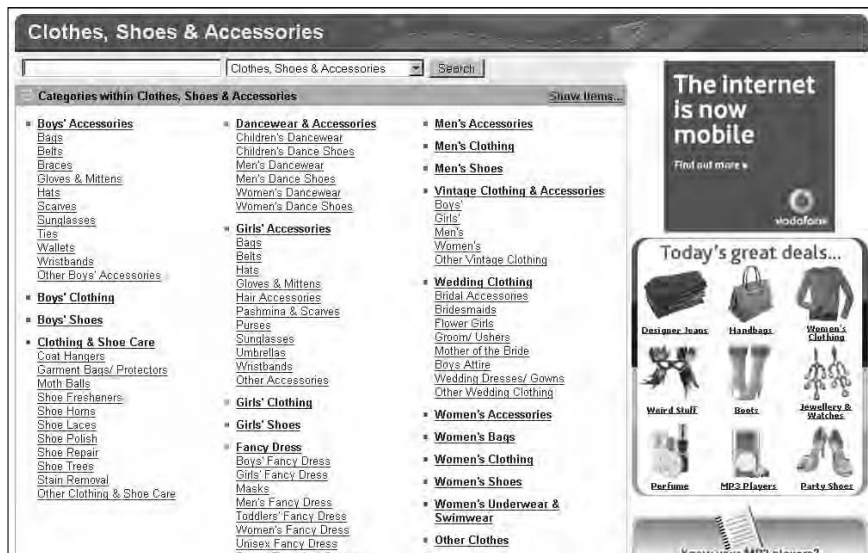 Clothes, Shoes & Accessories
Clothes, Shoes & Accessories
Search
Categories within Clothes, Shoes & Accessories
Show Items...
Boys' Accessories
Bags
Belts
Braces
Gloves & Mittens
Hats
Scarves
Sunglasses
Ties
Wallets
Wristbands
Other Boys' Accessories
Boys' Clothing
Boys' Shoes
Clothing & Shoe Care
Coat Hangers
Garment Bags/ Protectors
Moth Balls
Shoe Fresheners
Shoe Horns
Shoe Laces
Shoe Polish
Shoe Repair
Shoe Trees
Stain Removal
Other Clothing & Shoe Care
Dancewear & Accessories
Children's Dancewear
Children's Dance Shoes
Men's Dancewear
Men's Dance Shoes
Women's Dancewear
Women's Dance Shoes
Girls' Accessories
Bags
Belts
Hats
Gloves & Mittens
Hair Accessories
Pashmina & Scarves
Purses
Sunglasses
Umbrellas
Wristbands
Other Accessories
Girls' Clothing
Girls' Shoes
Fancy Dress
Boys' Fancy Dress
Girls' Fancy Dress
Masks
Men's Fancy Dress
Toddlers' Fancy Dress
Women's Fancy Dress
Unisex Fancy Dress
Men's Accessories
Men's Clothing
Men's Shoes
Vintage Clothing & Accessories
Boys'
Girls'
Men's
Women's
Other Vintage Clothing
Wedding Clothing
Bridal Accessories
Bridesmaids
Flower Girls
Groom/ Ushers
Mother of the Bride
Boys Attire
Wedding Dresses/ Gowns
Other Wedding Clothing
Women's Accessories
Women's Bags
Women's Clothing
Women's Shoes
Women's Underwear &
Swimwear
Other Clothes
The internet
is now
mobile
Find out more
vodafone
Today's great deals...
Designer Jeans
Handbags
Women's
Clothing
Weird Stuff
Boots
Jewellery &
Watches
Perfume
MP3 Players
Party Shoes
Know your MP3 players?